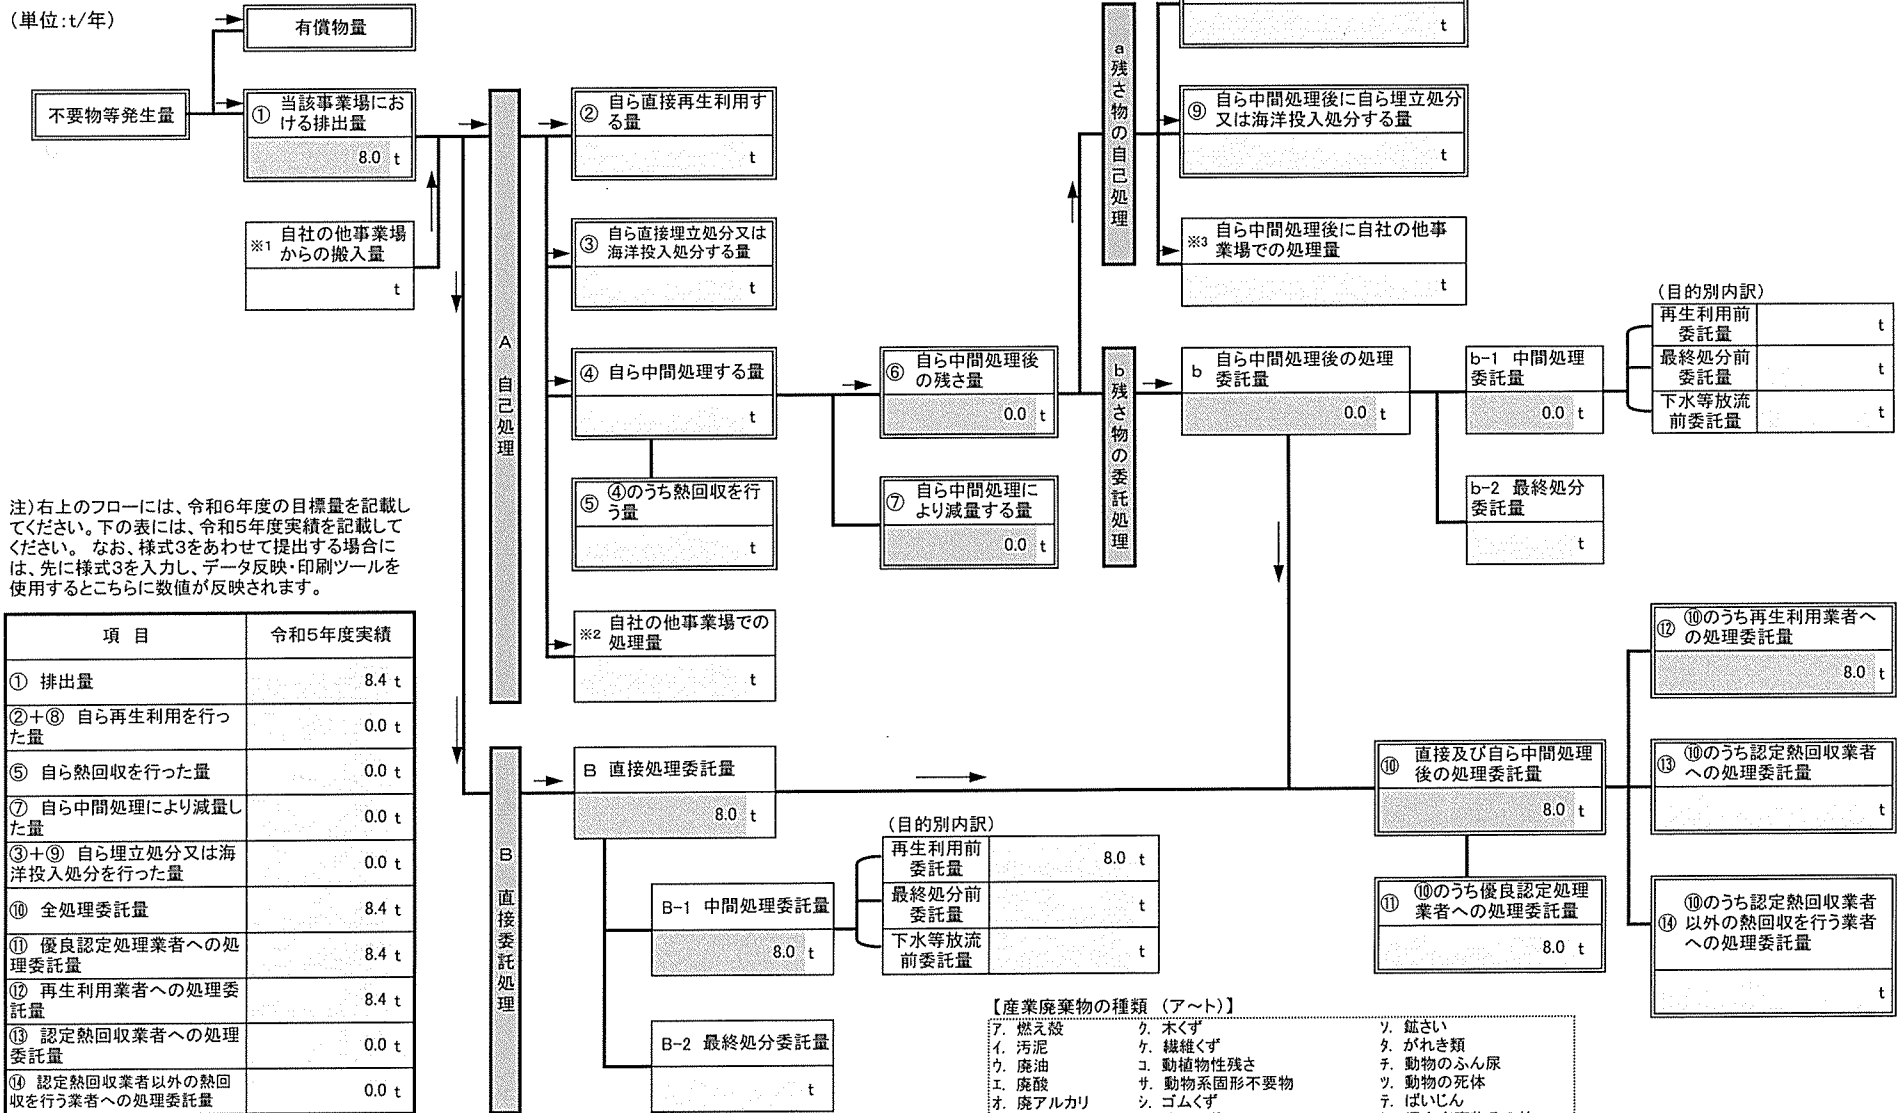 (単位:t/年)
有償物量
不要物等発生量
① 当該事業場にお
ける排出量
8.0 t
※1 自社の他事業場
からの搬入量
t
A 自己処理
② 自ら直接再生利用す
る量
t
③ 自ら直接埋立処分又は
海洋投入処分する量
t
④ 自ら中間処理する量
t
⑤ ④のうち熱回収を行
う量
t
※2 自社の他事業場での
処理量
t
⑥ 自ら中間処理後
の残さ量
0.0 t
⑦ 自ら中間処理に
より減量する量
0.0 t
a 残さ物の自己処理
t
⑨ 自ら中間処理後に自ら埋立処分
又は海洋投入処分する量
t
※3 自ら中間処理後に自社の他事
業場での処理量
t
b 残さ物の委託処理
b 自ら中間処理後の処理
委託量
0.0 t
b-1 中間処理
委託量
0.0 t
(目的別内訳)
再生利用前
委託量 t
最終処分前
委託量 t
下水等放流
前委託量 t
b-2 最終処分
委託量
t
注)右上のフローには、令和6年度の目標量を記載し
てください。下の表には、令和5年度実績を記載して
ください。 なお、様式3をあわせて提出する場合に
は、先に様式3を入力し、データ反映・印刷ツールを
使用するとこちらに数値が反映されます。
項 目 令和5年度実績
① 排出量 8.4 t
②+⑧ 自ら再生利用を行っ
た量 0.0 t
⑤ 自ら熱回収を行った量 0.0 t
⑦ 自ら中間処理により減量し
た量 0.0 t
③+⑨ 自ら埋立処分又は海
洋投入処分を行った量 0.0 t
⑩ 全処理委託量 8.4 t
⑪ 優良認定処理業者への処
理委託量 8.4 t
⑫ 再生利用業者への処理委
託量 8.4 t
⑬ 認定熱回収業者への処理
委託量 0.0 t
⑭ 認定熱回収業者以外の熱回
収を行う業者への処理委託量 0.0 t
B 直接委託処理
B 直接処理委託量
8.0 t
B-1 中間処理委託量
8.0 t
(目的別内訳)
再生利用前
委託量 8.0 t
最終処分前
委託量 t
下水等放流
前委託量 t
B-2 最終処分委託量
t
⑩ 直接及び自ら中間処理
後の処理委託量
8.0 t
⑪ ⑩のうち優良認定処理
業者への処理委託量
8.0 t
⑫ ⑩のうち再生利用業者へ
の処理委託量
8.0 t
⑬ ⑩のうち認定熱回収業者
への処理委託量
t
⑭ ⑩のうち認定熱回収業者
以外の熱回収を行う業者
への処理委託量
t
【産業廃棄物の種類 (ア~ト)】
ア. 燃え殻 ク. 木くず ソ. 鉱さい
イ. 汚泥 ケ. 繊維くず タ. がれき類
ウ. 廃油 コ. 動植物性残さ チ. 動物のふん尿
エ. 廃酸 サ. 動物系固形不要物 ツ. 動物の死体
オ. 廃アルカリ シ. ゴムくず テ. ばいじん